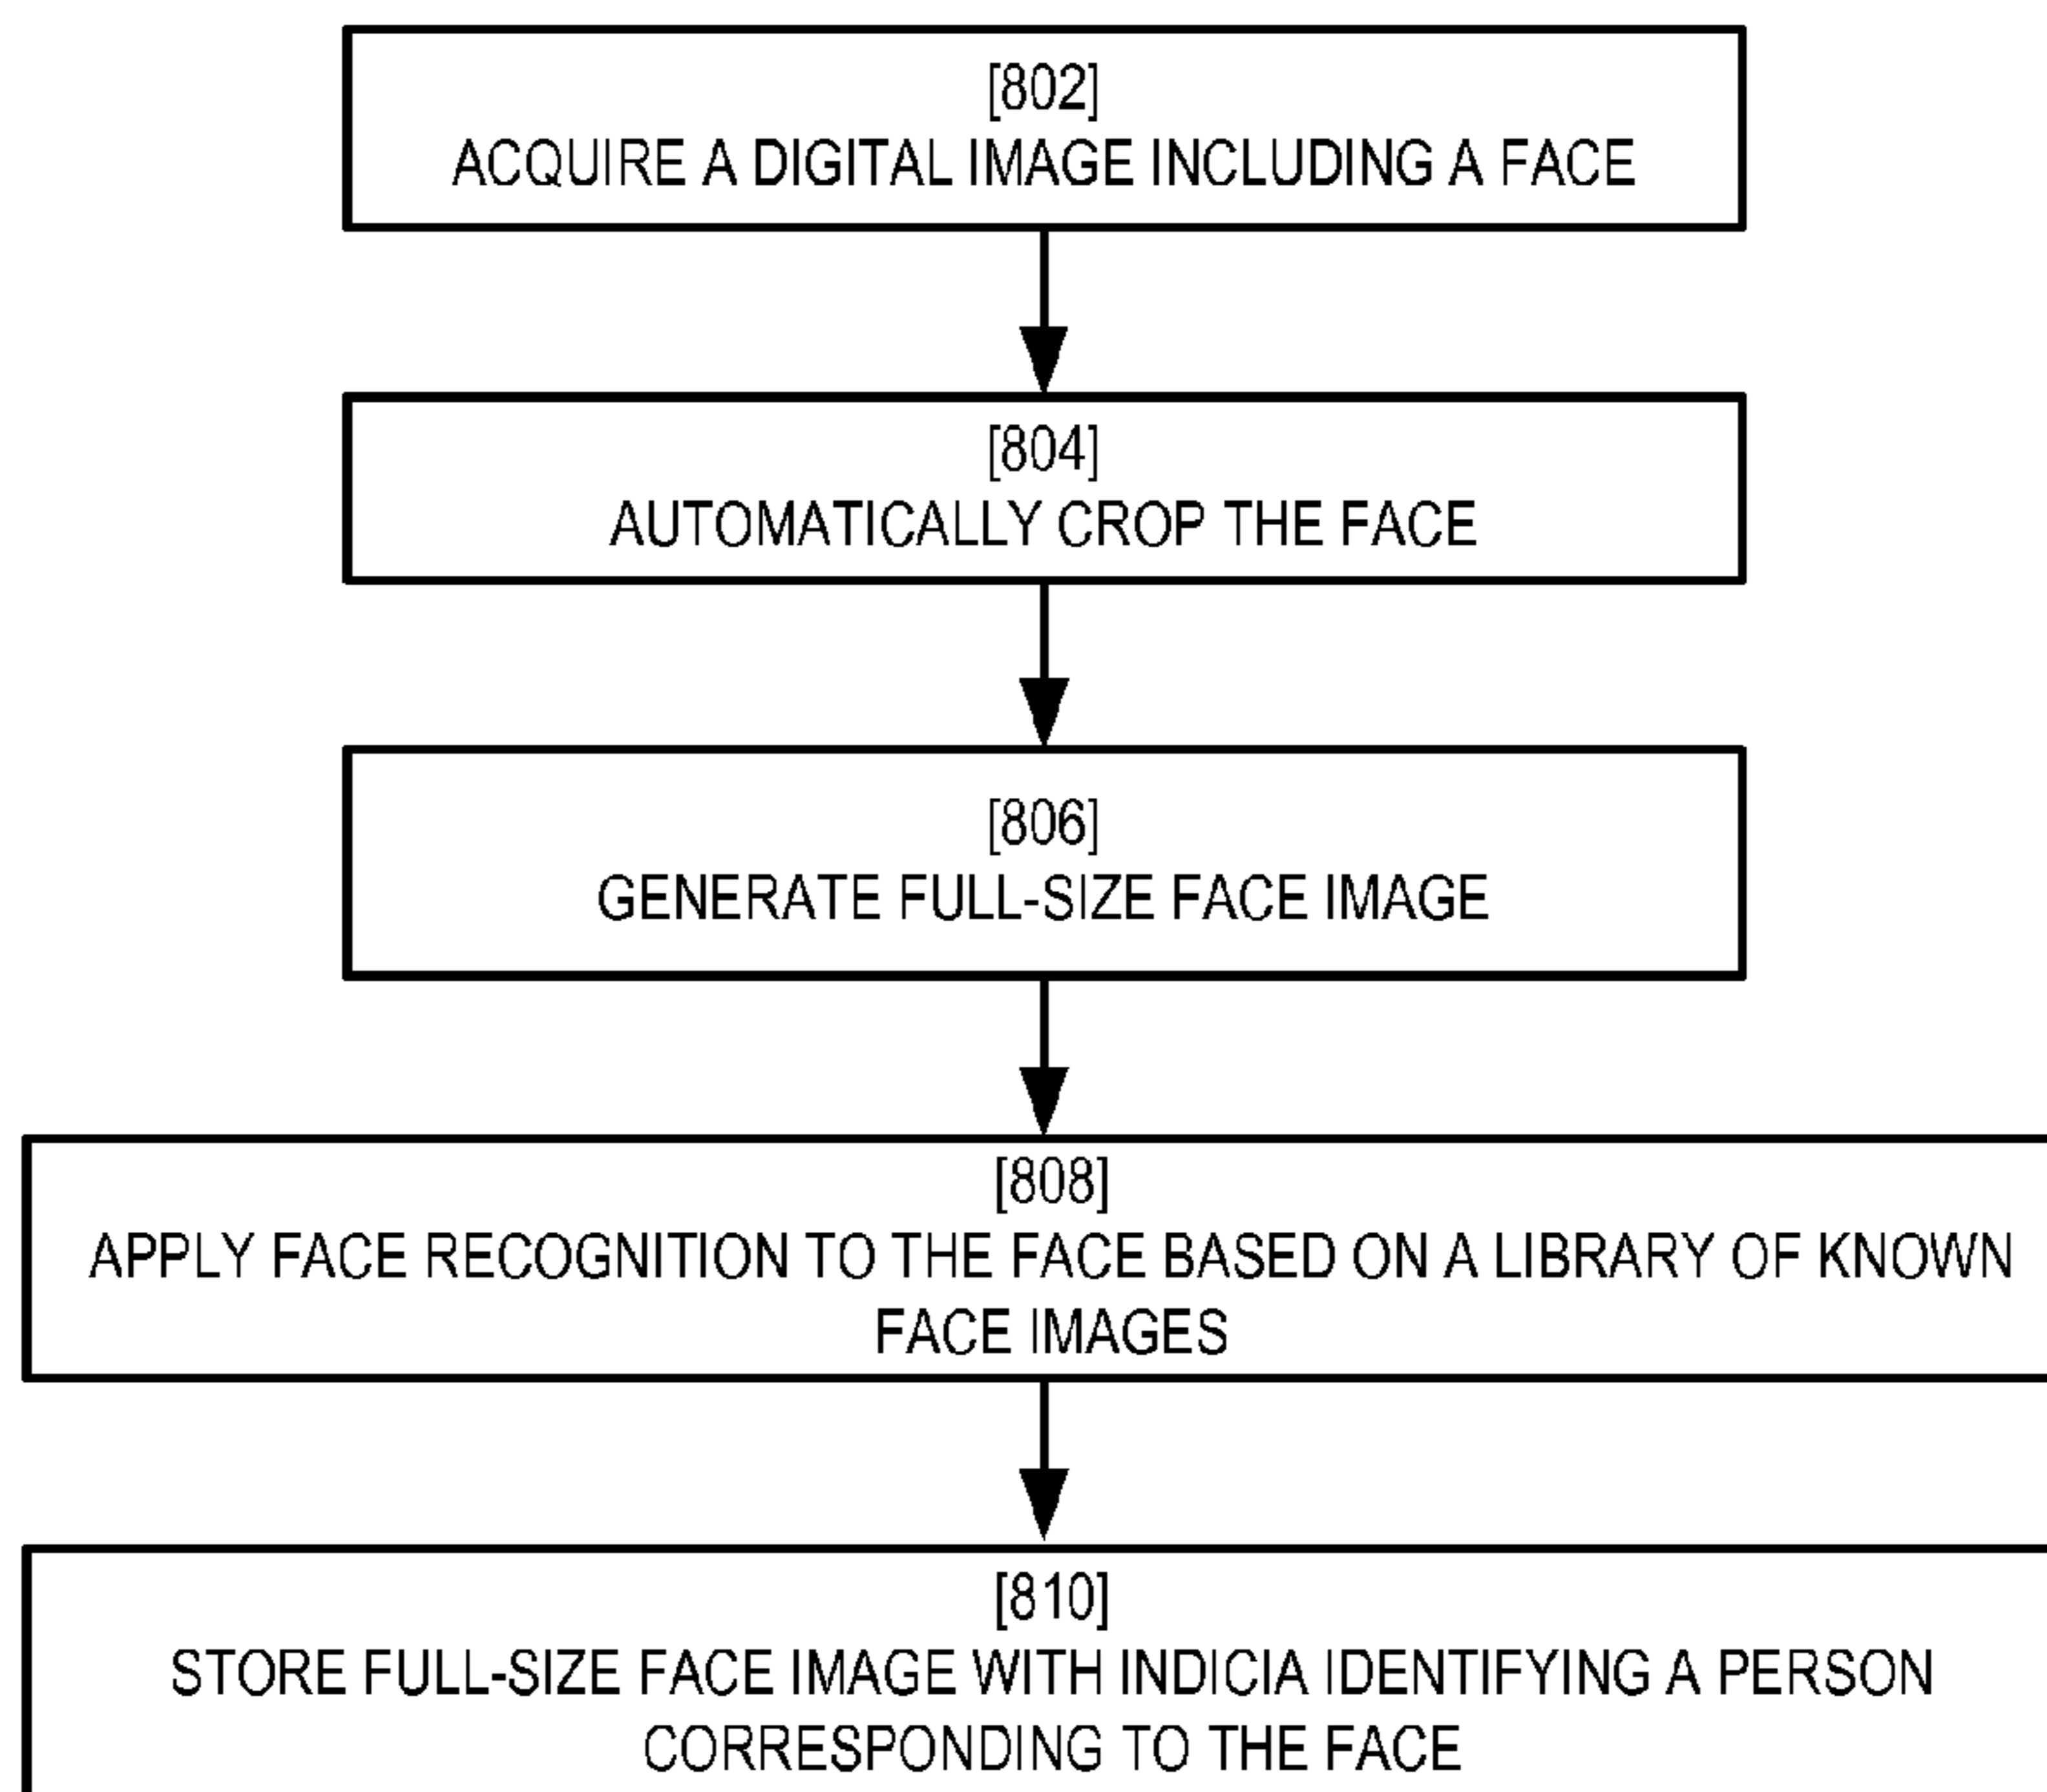 [802]
ACQUIRE A DIGITAL IMAGE INCLUDING A FACE
[804]
AUTOMATICALLY CROP THE FACE
[806]
GENERATE FULL-SIZE FACE IMAGE
[808]
APPLY FACE RECOGNITION TO THE FACE BASED ON A LIBRARY OF KNOWN
FACE IMAGES
[810]
STORE FULL-SIZE FACE IMAGE WITH INDICIA IDENTIFYING A PERSON
CORRESPONDING TO THE FACE